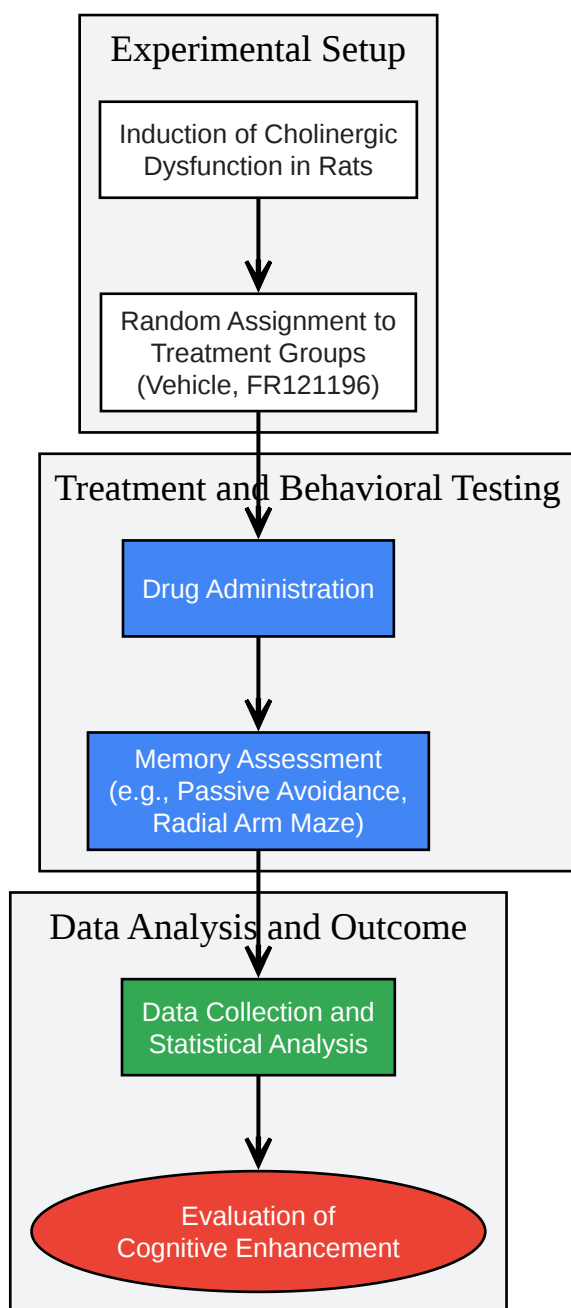 Experimental Setup
Induction of Cholinergic
Dysfunction in Rats
Random Assignment to
Treatment Groups
(Vehicle, FR121196)
Treatment and Behavioral Testing
Drug Administration
Memory Assessment
(e.g., Passive Avoidance,
Radial Arm Maze)
Data Analysis and Outcome
Data Collection and
Statistical Analysis
Evaluation of
Cognitive Enhancement